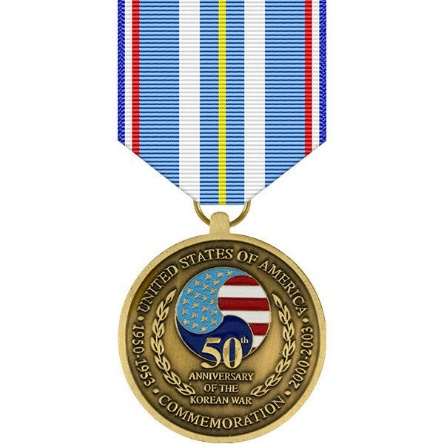 UNITED STATES OF AMERICA
50th
ANNIVERSARY
OF THE
KOREAN WAR
• 1950-1953 • COMMEMORATION • 2000-2003 •